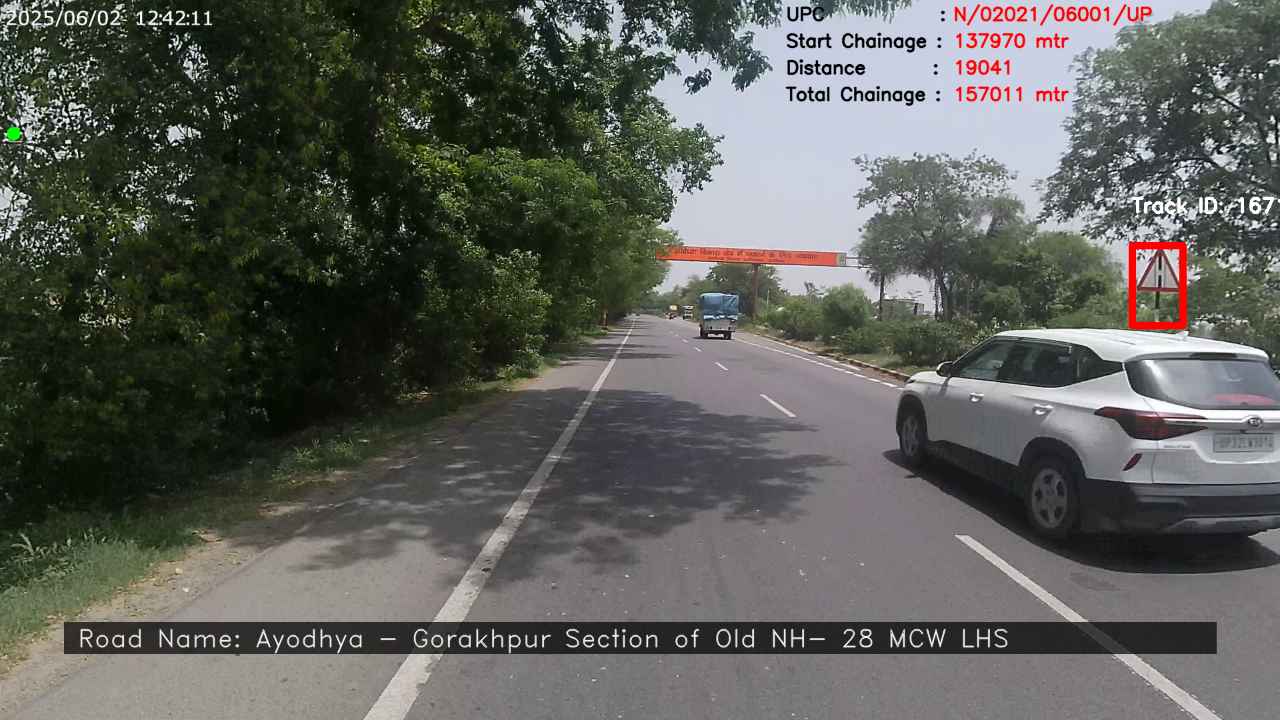 2025/06/02 12:42:11
UPC : N/02021/06001/UP
Start Chainage : 137970 mtr
Distance : 19041
Total Chainage : 157011 mtr
Track ID: 167
Road Name: Ayodhya - Gorakhpur Section of Old NH- 28 MCW LHS